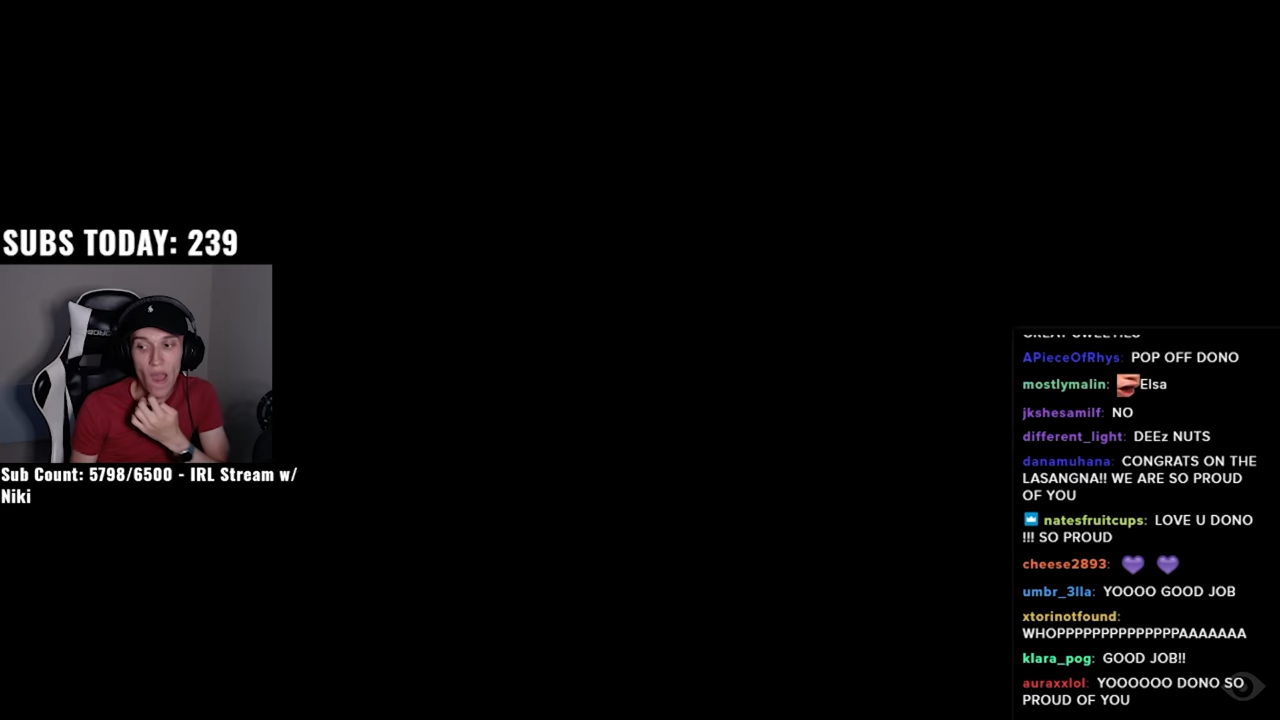 SUBS TODAY: 239
Sub Count: 5798/6500 - IRL Stream w/
Niki
APieceOfRhys: POP OFF DONO
mostlymalin: Elsa
jkshesamilf: NO
different_light: DEEz NUTS
danamuhana: CONGRATS ON THE
LASANGNA!! WE ARE SO PROUD
OF YOU
natesfruitcups: LOVE U DONO
!!! SO PROUD
cheese2893:
umbr_3lla: YOOOO GOOD JOB
xtorinotfound:
WHOPPPPPPPPPPPPPPAAAAAAA
klara_pog: GOOD JOB!!
auraxxlol: YOOOOOO DONO SO
PROUD OF YOU